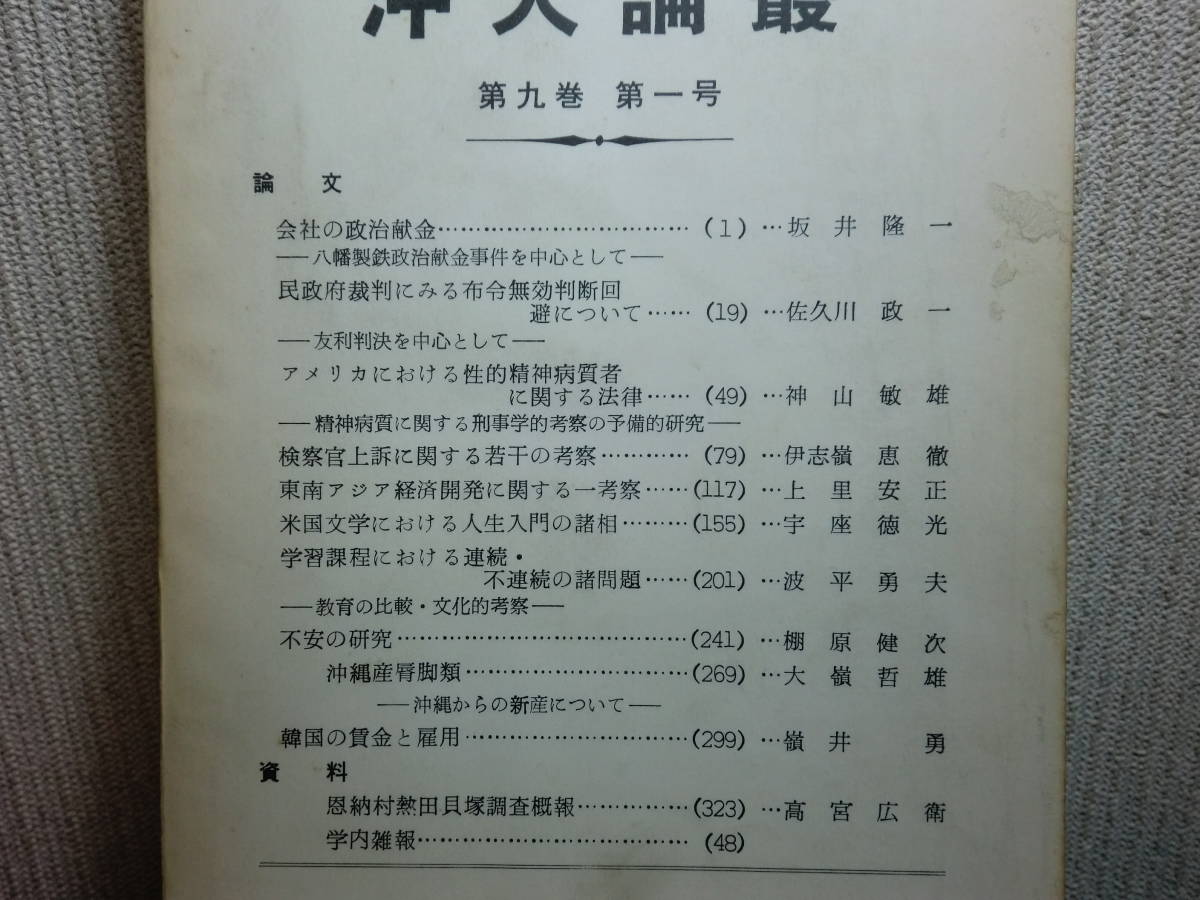 沖大論叢
第九巻 第一号
論文
会社の政治献金……………………………(1)…坂井隆一
──八幡製鉄政治献金事件を中心として──
民政府裁判にみる布令無効判断回
避について……(19)…佐久川政一
──友利判決を中心として──
アメリカにおける性的精神病質者
に関する法律……(49)…神山敏雄
──精神病質に関する刑事学的考察の予備的研究──
検察官上訴に関する若干の考察…………(79)…伊志嶺恵徹
東南アジア経済開発に関する一考察……(117)…上里安正
米国文学における人生入門の諸相………(155)…宇座徳光
学習課程における連続・
不連続の諸問題……(201)…波平勇夫
──教育の比較・文化的考察──
不安の研究…………………………………(241)…棚原健次
沖縄産唇脚類…………………………(269)…大嶺哲雄
──沖縄からの新産について──
韓国の賃金と雇用…………………………(299)…嶺井勇
資料
恩納村熱田貝塚調査概報……………(323)…高宮広衛
学内雑報………………………………(48)